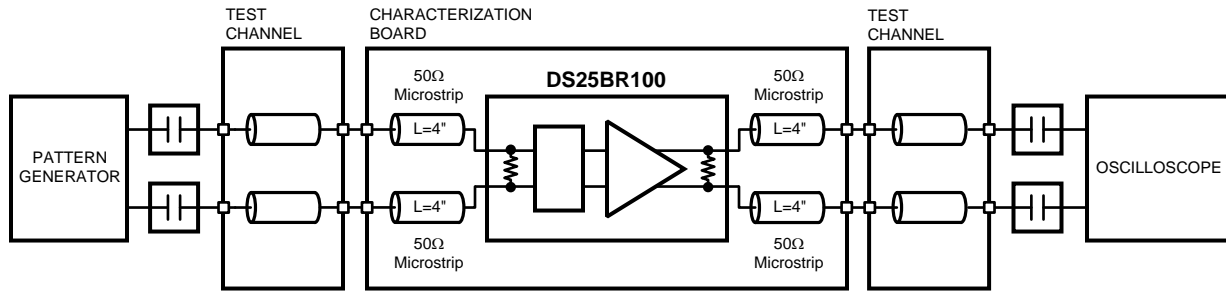 TEST
CHANNEL
CHARACTERIZATION
BOARD
TEST
CHANNEL
50Ω
Microstrip
DS25BR100
50Ω
Microstrip
L=4"
L=4"
PATTERN
GENERATOR
OSCILLOSCOPE
L=4"
L=4"
50Ω
Microstrip
50Ω
Microstrip